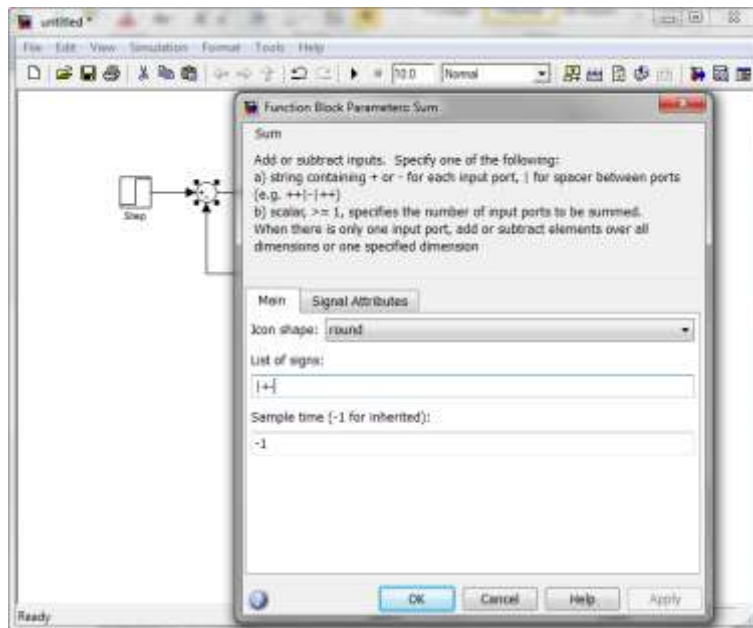 untitled *
File Edit View Simulation Format Tools Help
10.0 Normal
Function Block Parameters: Sum
Sum
Add or subtract inputs. Specify one of the following:
a) string containing + or - for each input port, | for spacer between ports
(e.g. ++|-|++)
b) scalar, >= 1, specifies the number of input ports to be summed.
When there is only one input port, add or subtract elements over all
dimensions or one specified dimension
Step
Main Signal Attributes
Icon shape: round
List of signs:
|+-
Sample time (-1 for inherited):
-1
OK Cancel Help Apply
Ready